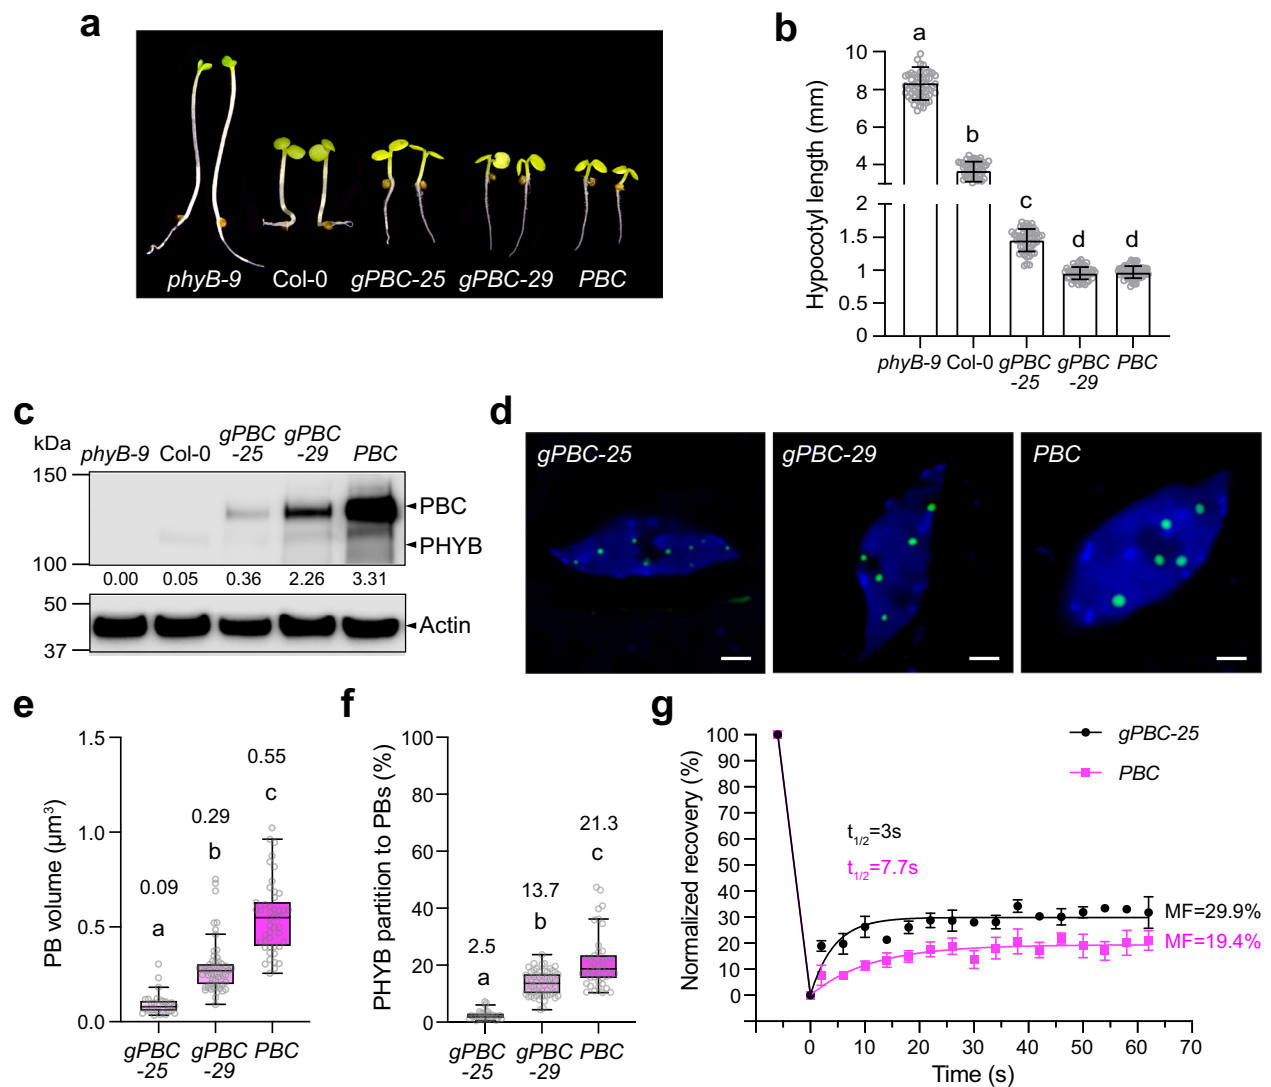 a
phyB-9 Col-0 gPBC-25 gPBC-29 PBC
b
Hypocotyl length (mm)
10
8
6
4
2
1.5
1
0.5
0
a
b
c
d
d
phyB-9 Col-0 gPBC gPBC PBC
-25 -29
c
kDa
phyB-9 Col-0 gPBC gPBC PBC
-25 -29
150
100
PBC
PHYB
0.00 0.05 0.36 2.26 3.31
50
37
Actin
d
gPBC-25
gPBC-29
PBC
e
PB volume (µm³)
1.5
1.0
0.5
0.0
0.09
a
0.29
b
0.55
c
gPBC gPBC PBC
-25 -29
f
PHYB partition to PBs (%)
100
80
60
40
20
0
2.5
a
13.7
b
21.3
c
gPBC gPBC PBC
-25 -29
g
Normalized recovery (%)
100
90
80
70
60
50
40
30
20
10
0
gPBC-25
PBC
t1/2=3s
t1/2=7.7s
MF=29.9%
MF=19.4%
0 10 20 30 40 50 60 70
Time (s)